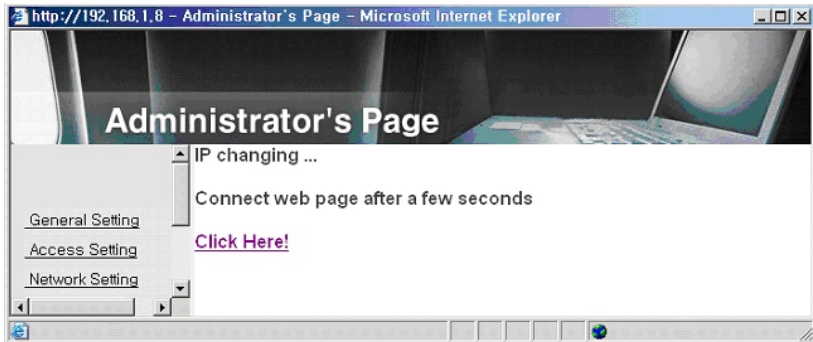 http://192,168,1,8 - Administrator's Page - Microsoft Internet Explorer
Administrator's Page
IP changing ...
Connect web page after a few seconds
Click Here!
General Setting
Access Setting
Network Setting